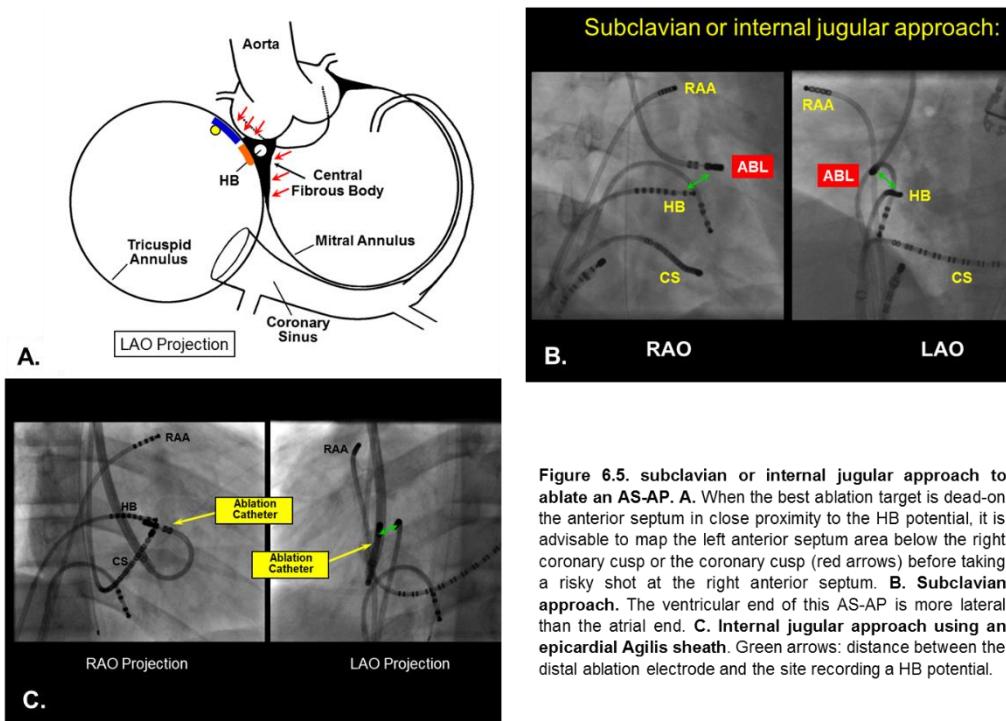 Aorta
HB
Central
Fibrous Body
Tricuspid
Annulus
Mitral Annulus
Coronary
Sinus
LAO Projection
A.
Subclavian or internal jugular approach:
RAA
ABL
HB
CS
RAO
RAA
ABL
HB
CS
LAO
B.
RAA
HB
Ablation
Catheter
CS
RAO Projection
RAA
Ablation
Catheter
LAO Projection
C.
Figure 6.5. subclavian or internal jugular approach to
ablate an AS-AP. A. When the best ablation target is dead-on
the anterior septum in close proximity to the HB potential, it is
advisable to map the left anterior septum area below the right
coronary cusp or the coronary cusp (red arrows) before taking
a risky shot at the right anterior septum. B. Subclavian
approach. The ventricular end of this AS-AP is more lateral
than the atrial end. C. Internal jugular approach using an
epicardial Agilis sheath. Green arrows: distance between the
distal ablation electrode and the site recording a HB potential.